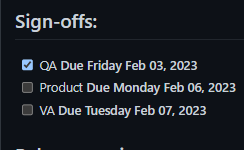 Sign-offs:
QA Due Friday Feb 03, 2023
Product Due Monday Feb 06, 2023
VA Due Tuesday Feb 07, 2023